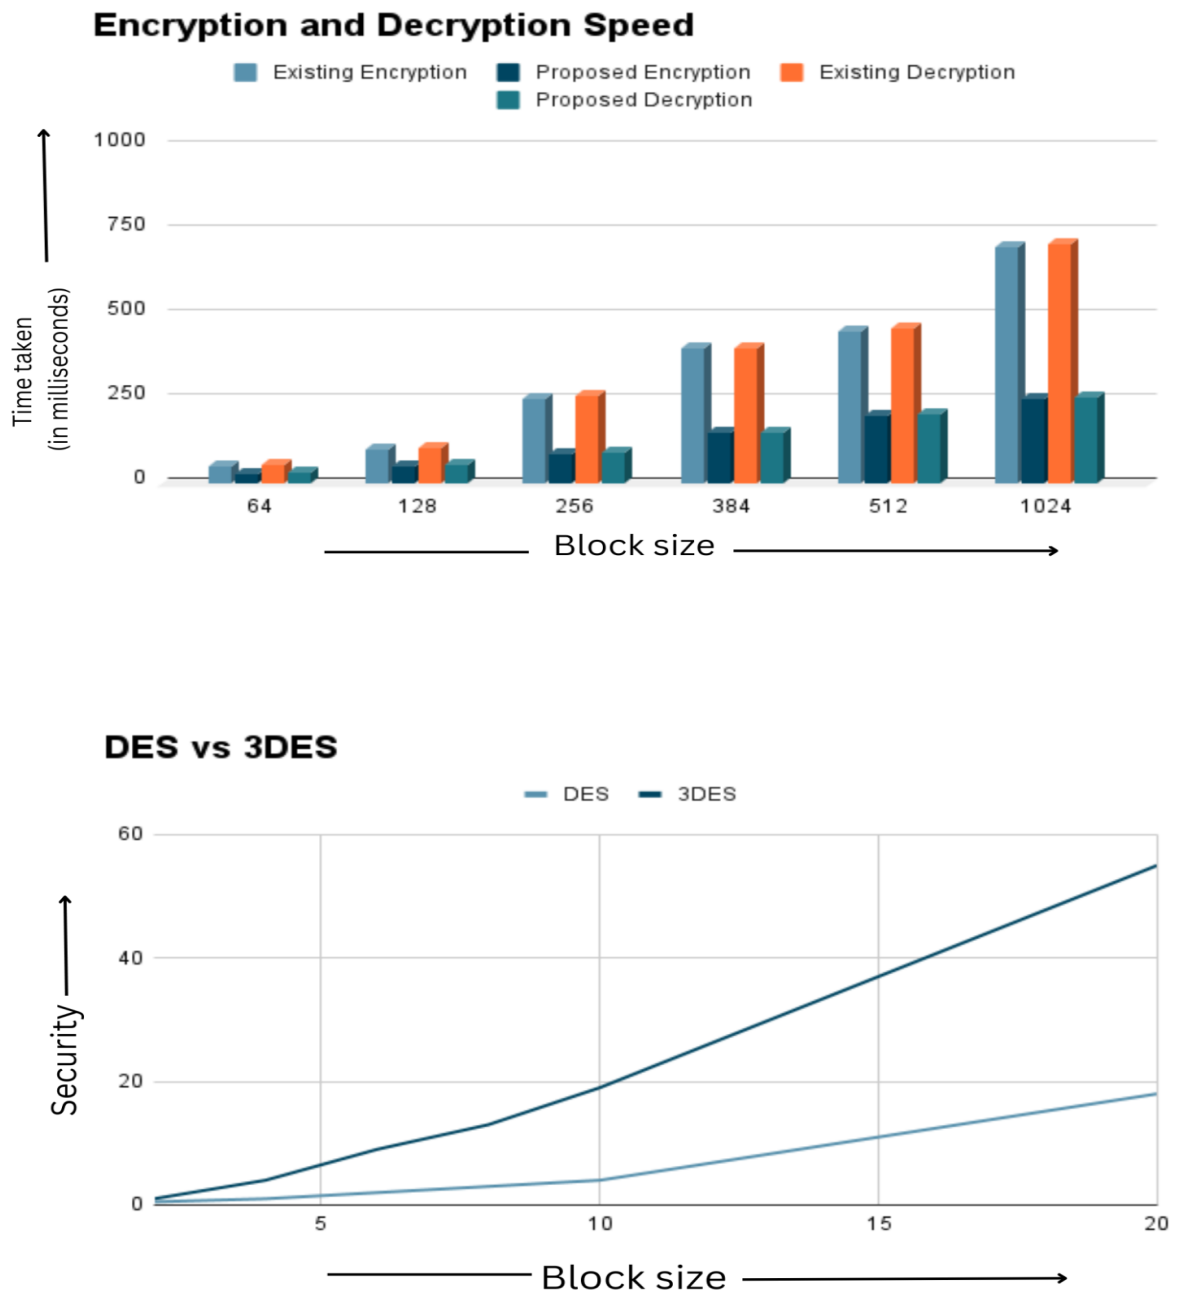 Encryption and Decryption Speed
Existing Encryption Proposed Encryption Existing Decryption
Proposed Decryption
1000
750
500
250
0
Time taken
(in milliseconds)
64 128 256 384 512 1024
Block size
DES vs 3DES
DES 3DES
60
40
20
0
Security
5 10 15 20
Block size